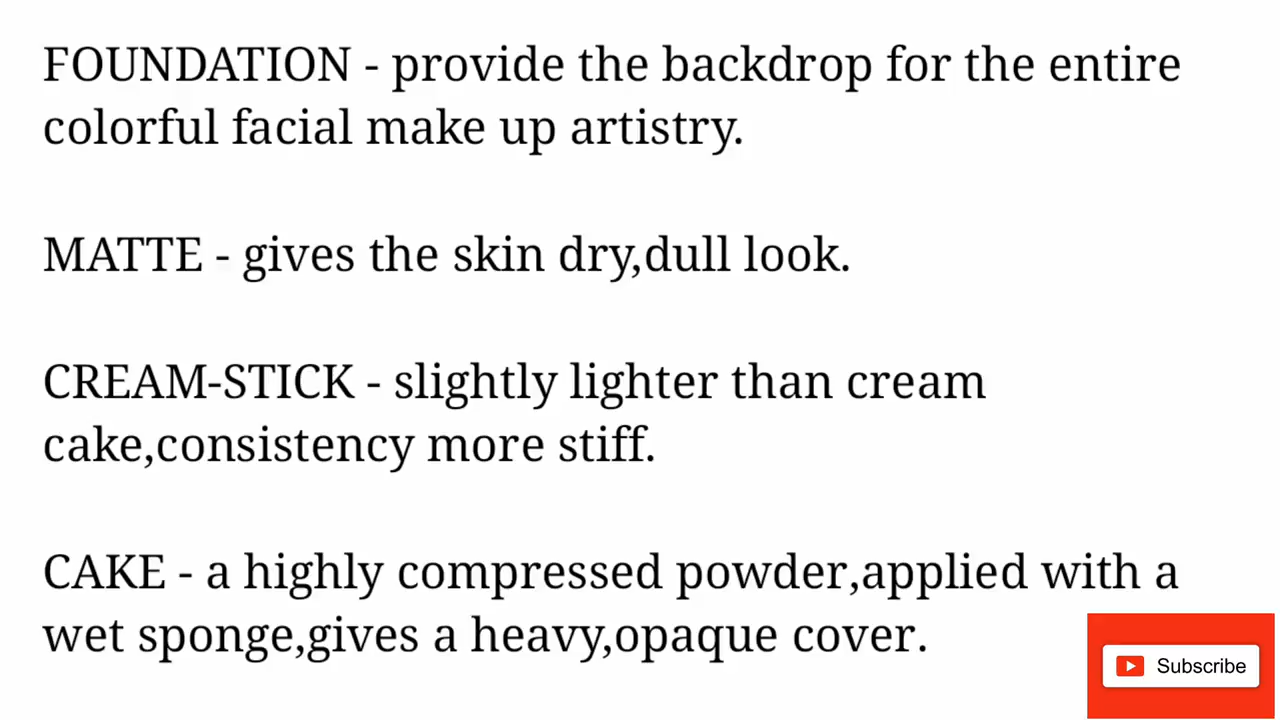 FOUNDATION - provide the backdrop for the entire
colorful facial make up artistry.
MATTE - gives the skin dry,dull look.
CREAM-STICK - slightly lighter than cream
cake,consistency more stiff.
CAKE - a highly compressed powder,applied with a
wet sponge,gives a heavy,opaque cover.
Subscribe